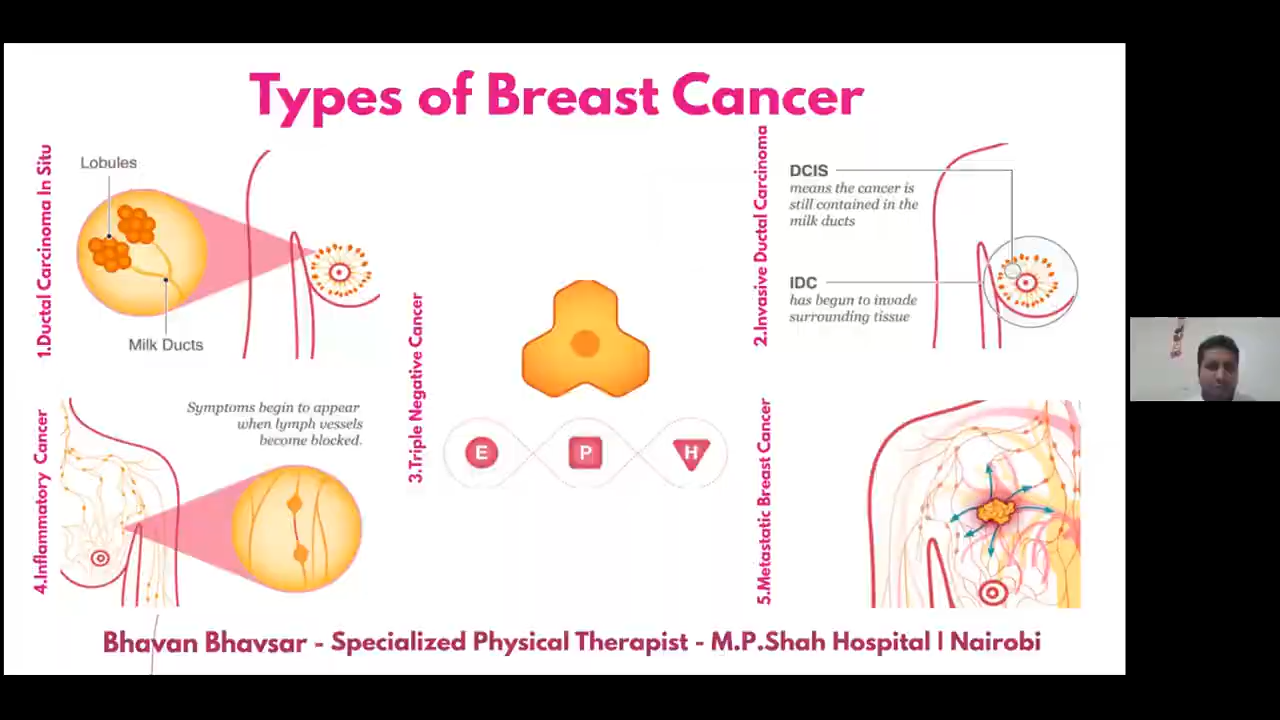 Types of Breast Cancer
1.Ductal Carcinoma In Situ
Lobules
Milk Ducts
2.Invasive Ductal Carcinoma
DCIS
means the cancer is
still contained in the
milk ducts
IDC
has begun to invade
surrounding tissue
3.Triple Negative Cancer
E P H
4.Inflammatory Cancer
Symptoms begin to appear
when lymph vessels
become blocked.
5.Metastatic Breast Cancer
Bhavan Bhavsar - Specialized Physical Therapist - M.P.Shah Hospital | Nairobi